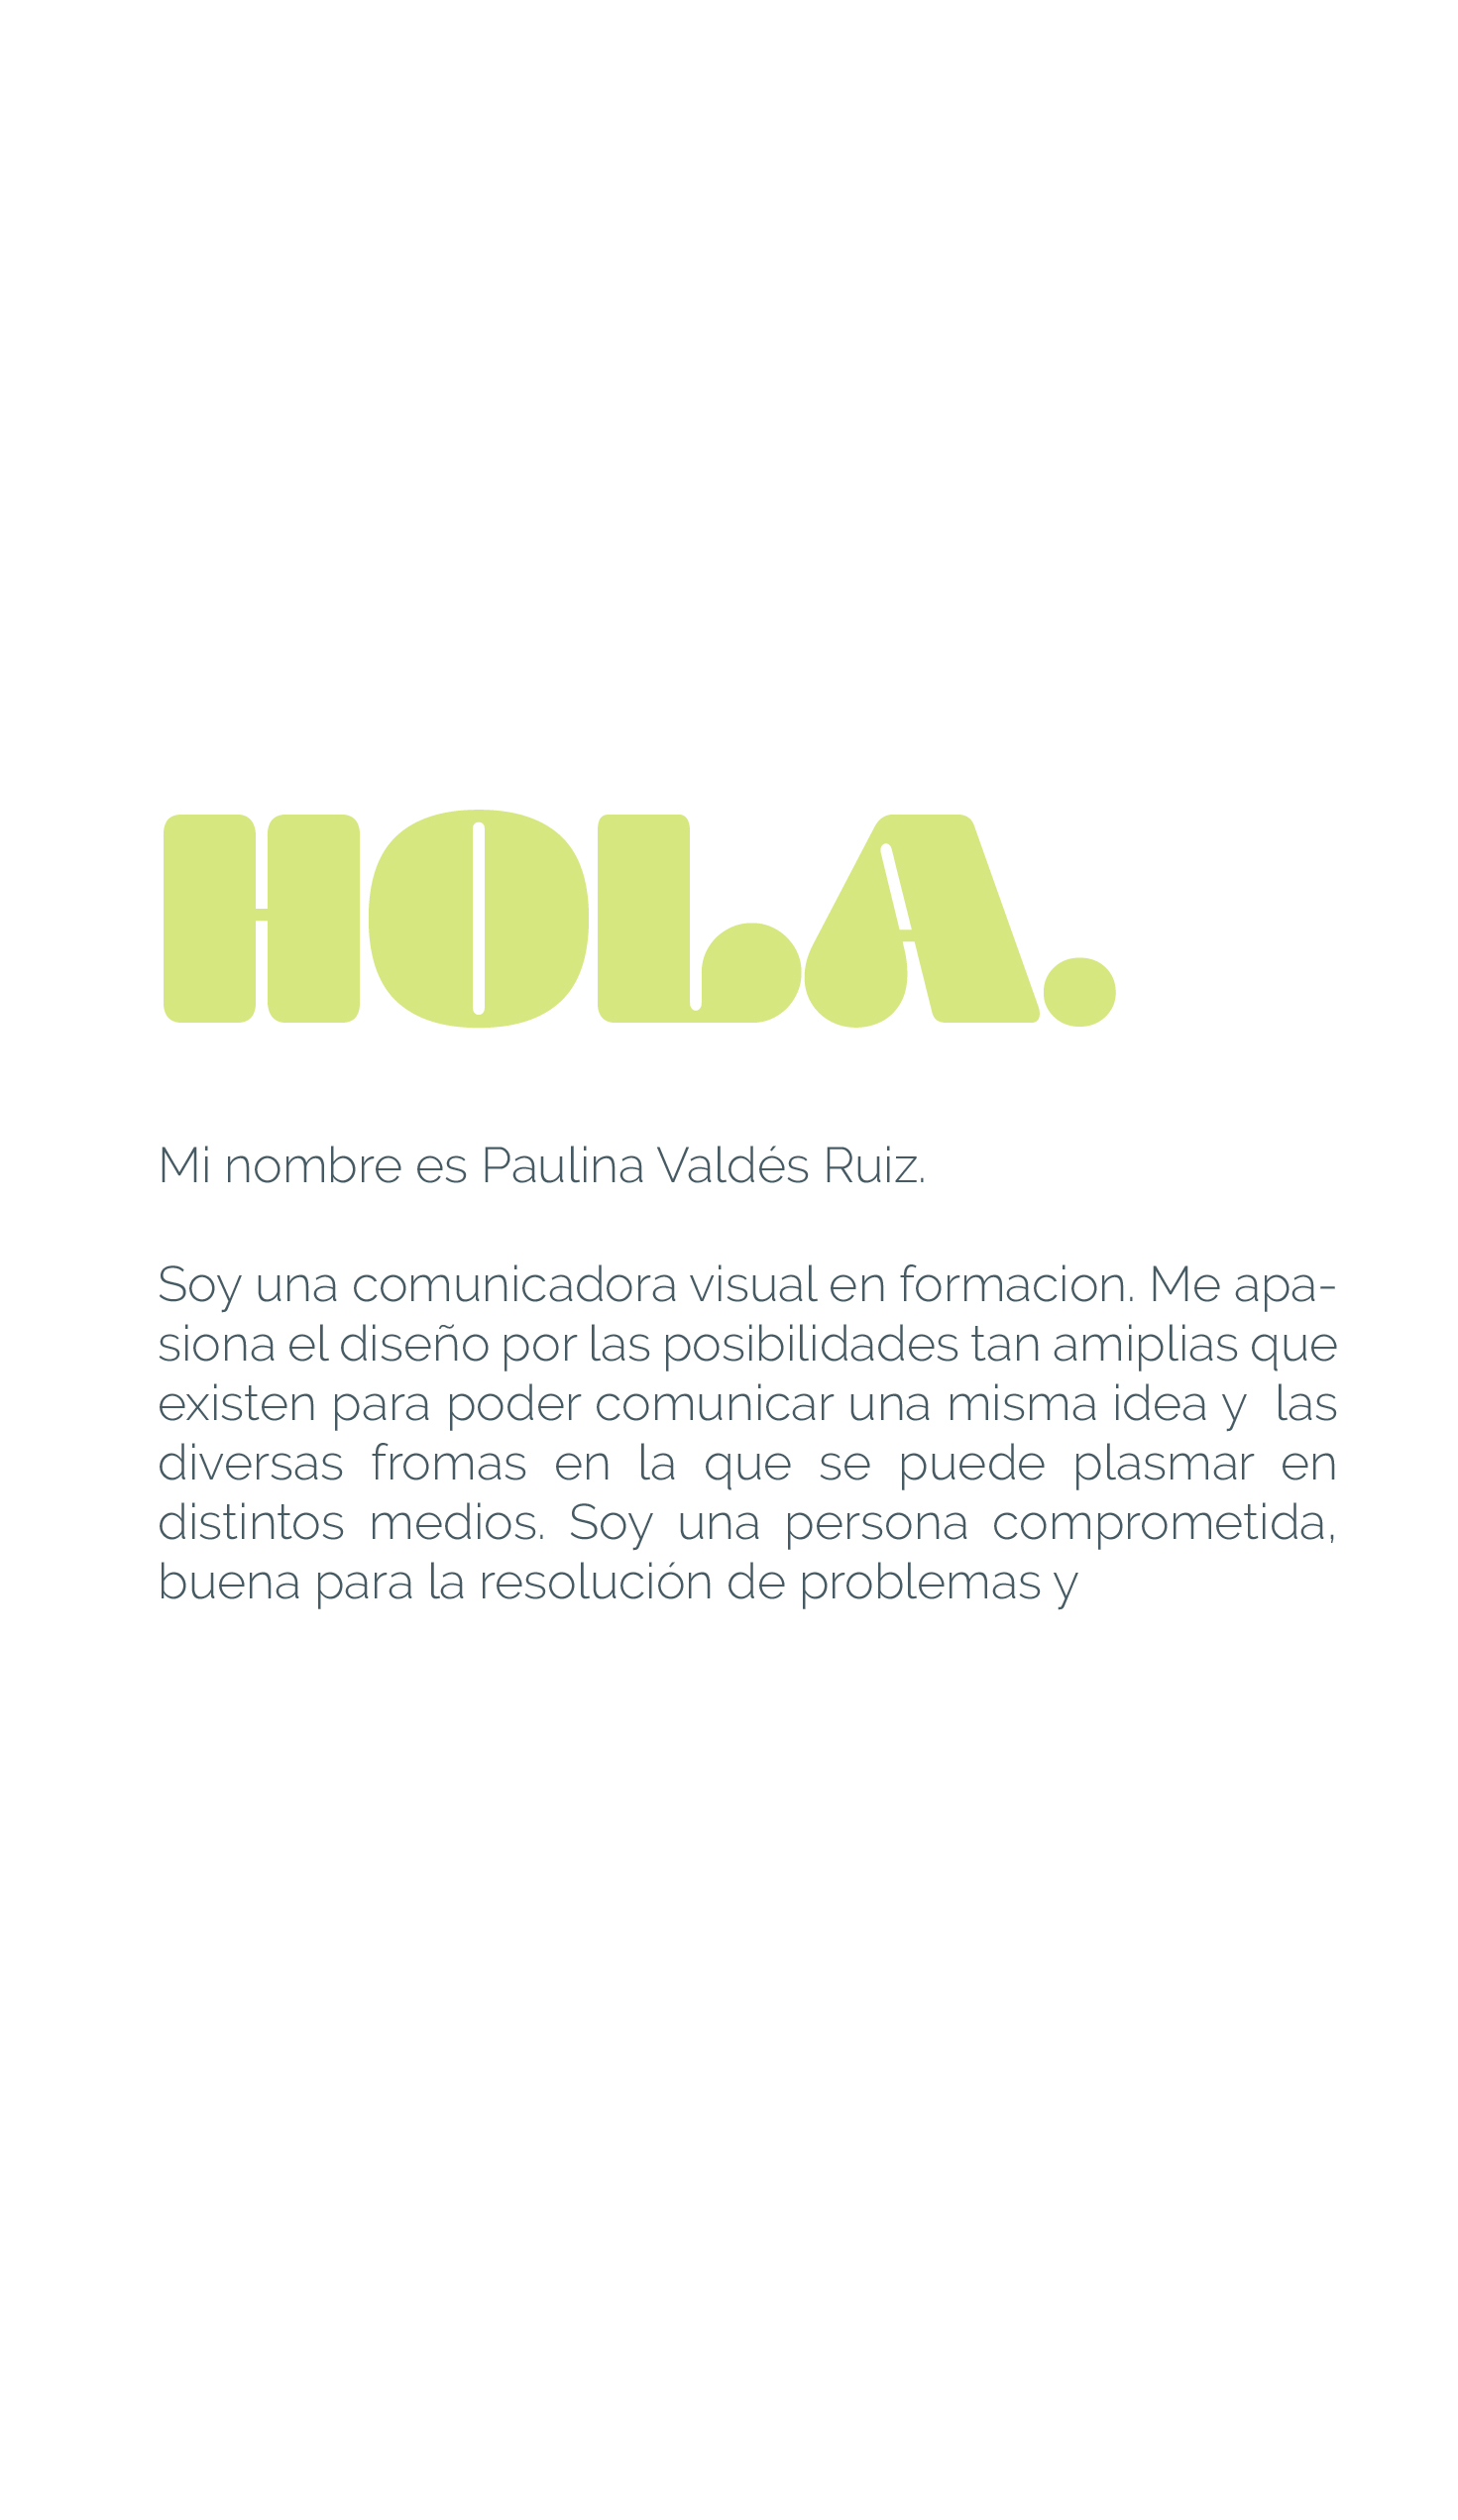 HOLA.
Mi nombre es Paulina Valdés Ruiz.
Soy una comunicadora visual en formacion. Me apa-
siona el diseño por las posibilidades tan amiplias que
existen para poder comunicar una misma idea y las
diversas fromas en la que se puede plasmar en
distintos medios. Soy una persona comprometida,
buena para la resolución de problemas y